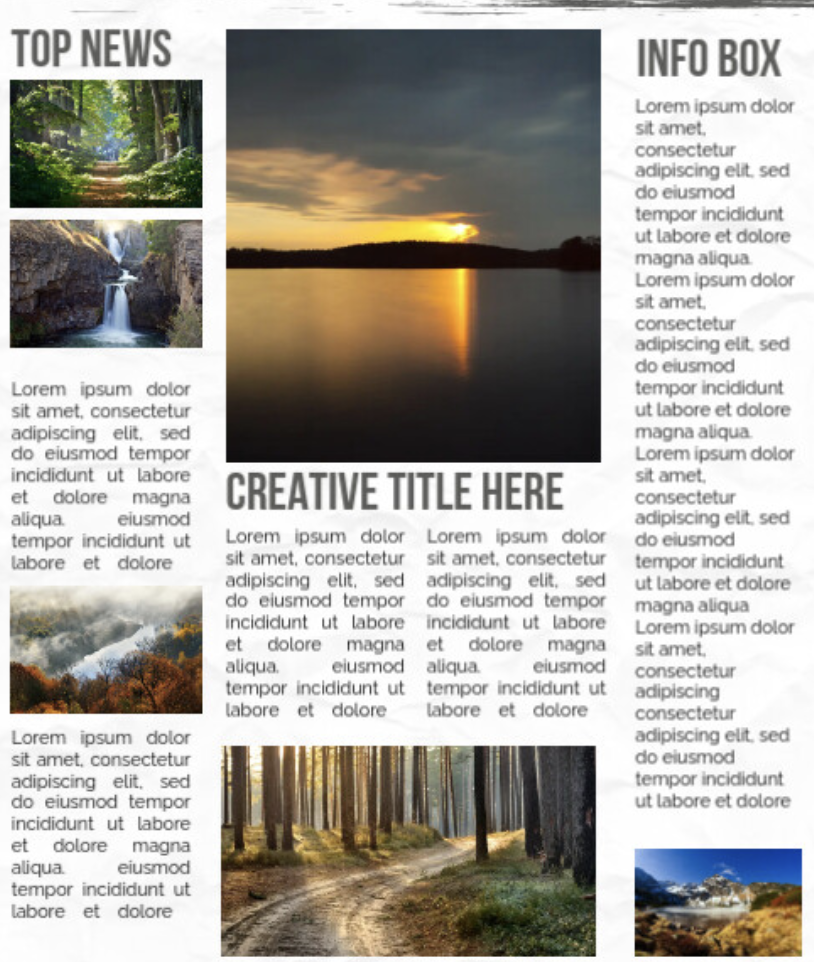 TOP NEWS
Lorem ipsum dolor
sit amet, consectetur
adipiscing elit, sed
do eiusmod tempor
incididunt ut labore
et dolore magna
aliqua. eiusmod
tempor incididunt ut
labore et dolore
Lorem ipsum dolor
sit amet, consectetur
adipiscing elit, sed
do eiusmod tempor
incididunt ut labore
et dolore magna
aliqua. eiusmod
tempor incididunt ut
labore et dolore
CREATIVE TITLE HERE
Lorem ipsum dolor
sit amet, consectetur
adipiscing elit, sed
do eiusmod tempor
incididunt ut labore
et dolore magna
aliqua. eiusmod
tempor incididunt ut
labore et dolore
Lorem ipsum dolor
sit amet, consectetur
adipiscing elit, sed
do eiusmod tempor
incididunt ut labore
et dolore magna
aliqua. eiusmod
tempor incididunt ut
labore et dolore
INFO BOX
Lorem ipsum dolor
sit amet,
consectetur
adipiscing elit, sed
do eiusmod
tempor incididunt
ut labore et dolore
magna aliqua.
Lorem ipsum dolor
sit amet,
consectetur
adipiscing elit, sed
do eiusmod
tempor incididunt
ut labore et dolore
magna aliqua.
Lorem ipsum dolor
sit amet,
consectetur
adipiscing elit, sed
do eiusmod
tempor incididunt
ut labore et dolore
magna aliqua
Lorem ipsum dolor
sit amet,
consectetur
adipiscing
consectetur
adipiscing elit, sed
do eiusmod
tempor incididunt
ut labore et dolore